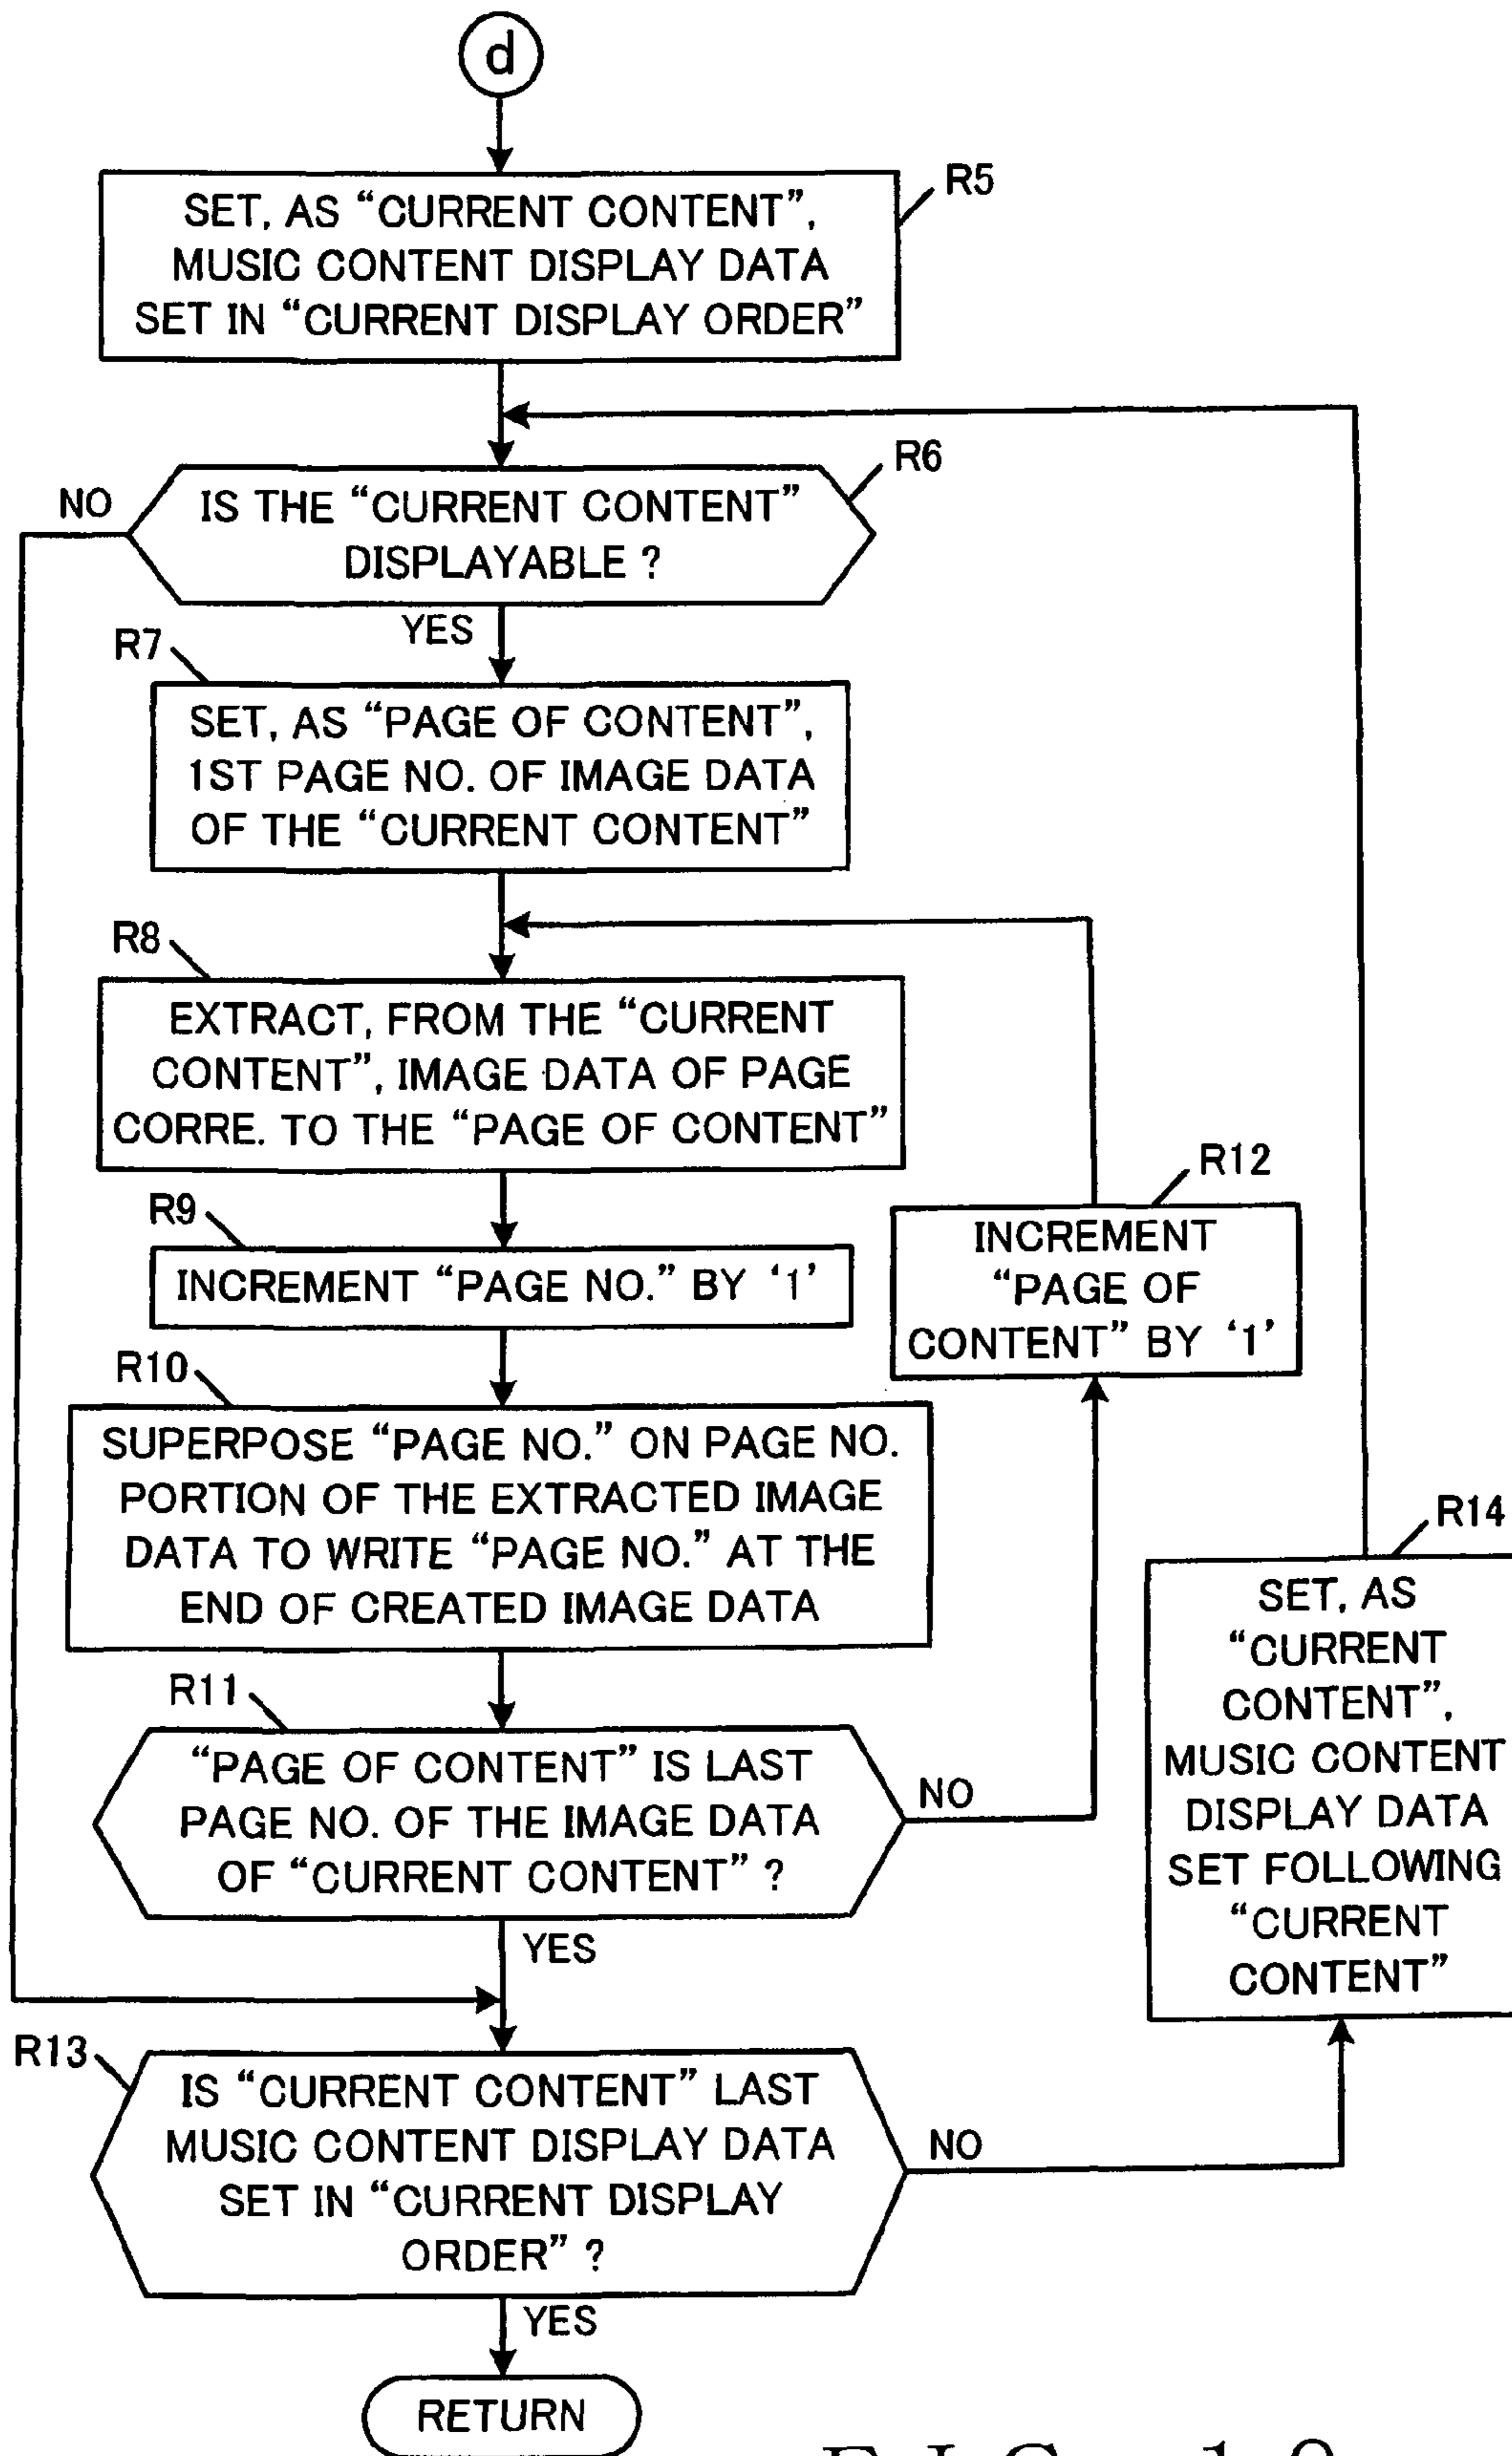 d
R5
SET, AS “CURRENT CONTENT”,
MUSIC CONTENT DISPLAY DATA
SET IN “CURRENT DISPLAY ORDER”
R6
NO
IS THE “CURRENT CONTENT”
DISPLAYABLE ?
YES
R7
SET, AS “PAGE OF CONTENT”,
1ST PAGE NO. OF IMAGE DATA
OF THE “CURRENT CONTENT”
R8
EXTRACT, FROM THE “CURRENT
CONTENT”, IMAGE DATA OF PAGE
CORRE. TO THE “PAGE OF CONTENT”
R12
INCREMENT
“PAGE OF
CONTENT” BY ‘1’
R9
INCREMENT “PAGE NO.” BY ‘1’
R10
SUPERPOSE “PAGE NO.” ON PAGE NO.
PORTION OF THE EXTRACTED IMAGE
DATA TO WRITE “PAGE NO.” AT THE
END OF CREATED IMAGE DATA
R14
SET, AS
“CURRENT
CONTENT”,
MUSIC CONTENT
DISPLAY DATA
SET FOLLOWING
“CURRENT
CONTENT”
R11
“PAGE OF CONTENT” IS LAST
PAGE NO. OF THE IMAGE DATA
OF “CURRENT CONTENT” ?
NO
YES
R13
IS “CURRENT CONTENT” LAST
MUSIC CONTENT DISPLAY DATA
SET IN “CURRENT DISPLAY
ORDER” ?
NO
YES
RETURN